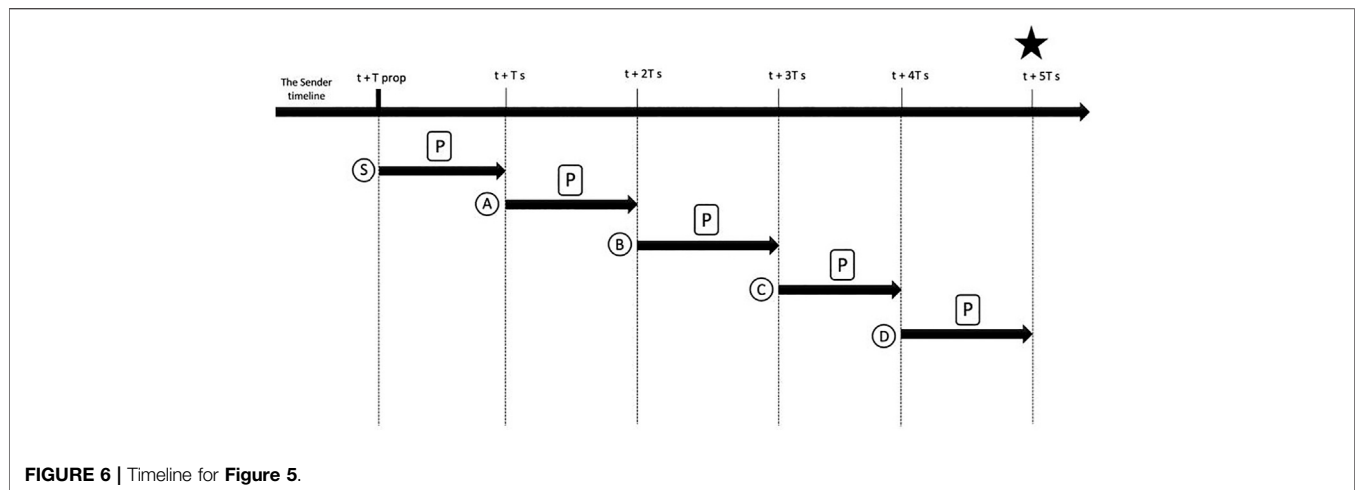 The Sender
timeline
t + T prop
t + T s
t + 2T s
t + 3T s
t + 4T s
t + 5T s
S
P
A
P
B
P
C
P
D
P
FIGURE 6 | Timeline for Figure 5.